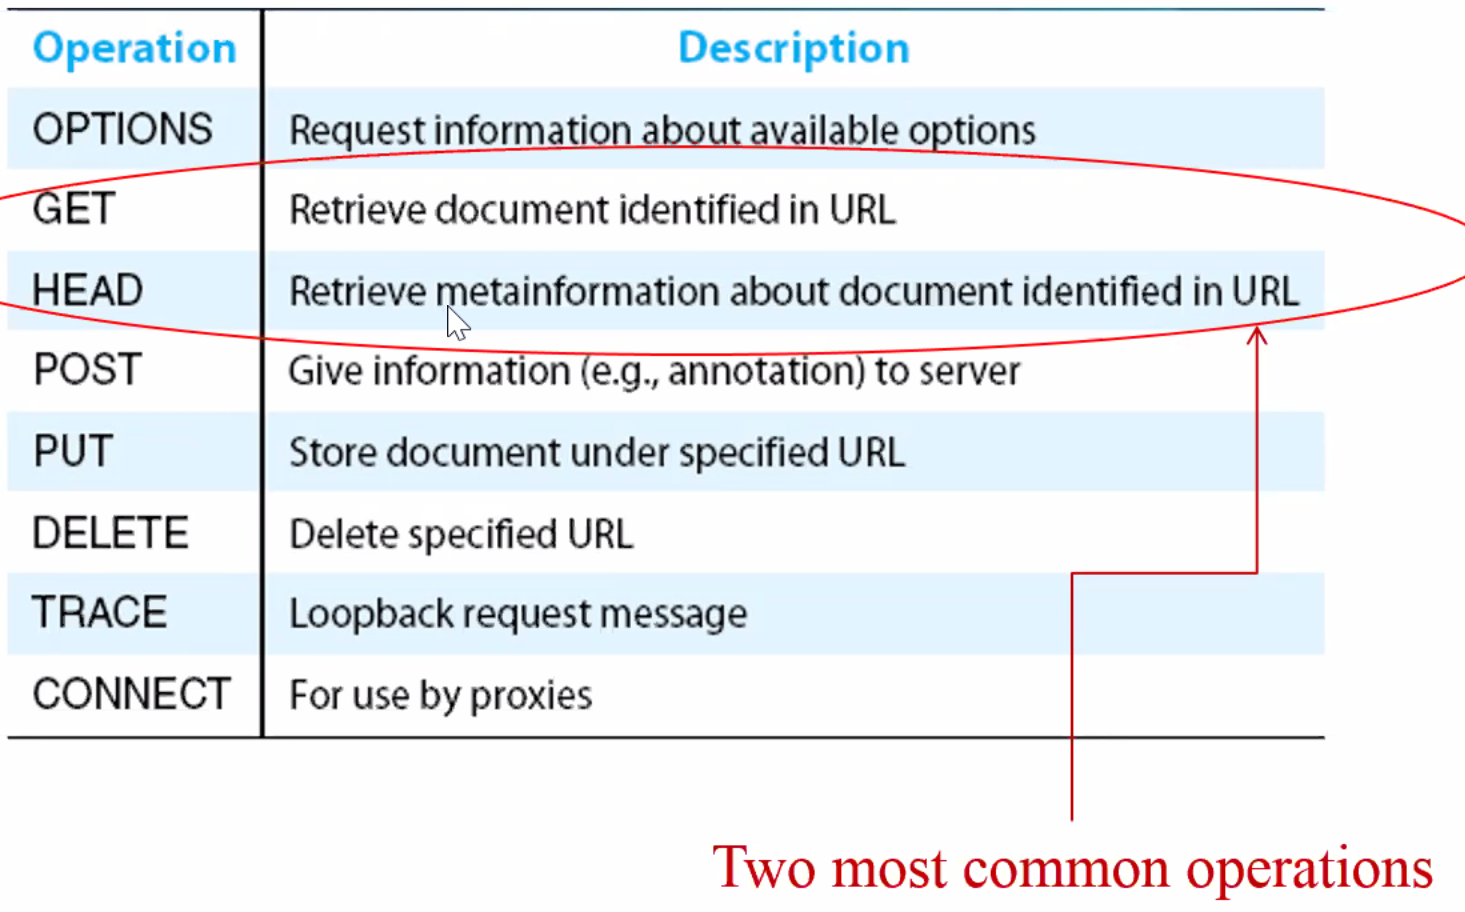 Operation Description
OPTIONS Request information about available options
GET Retrieve document identified in URL
HEAD Retrieve metainformation about document identified in URL
POST Give information (e.g., annotation) to server
PUT Store document under specified URL
DELETE Delete specified URL
TRACE Loopback request message
CONNECT For use by proxies
Two most common operations